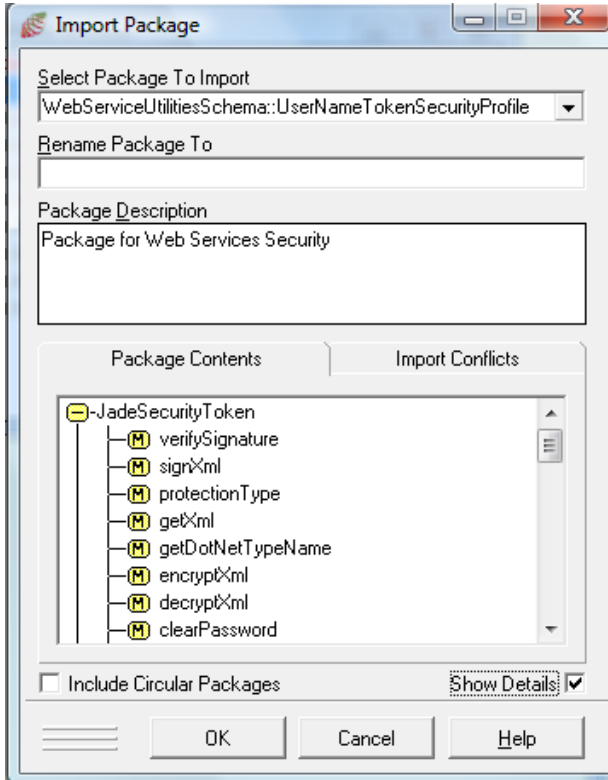 Import Package
Select Package To Import
WebServiceUtilitiesSchema::UserNameTokenSecurityProfile
Rename Package To
Package Description
Package for Web Services Security
Package Contents Import Conflicts
JadeSecurityToken
M verifySignature
M signXml
M protectionType
M getXml
M getDotNetTypeName
M encryptXml
M decryptXml
M clearPassword
Include Circular Packages Show Details
OK Cancel Help